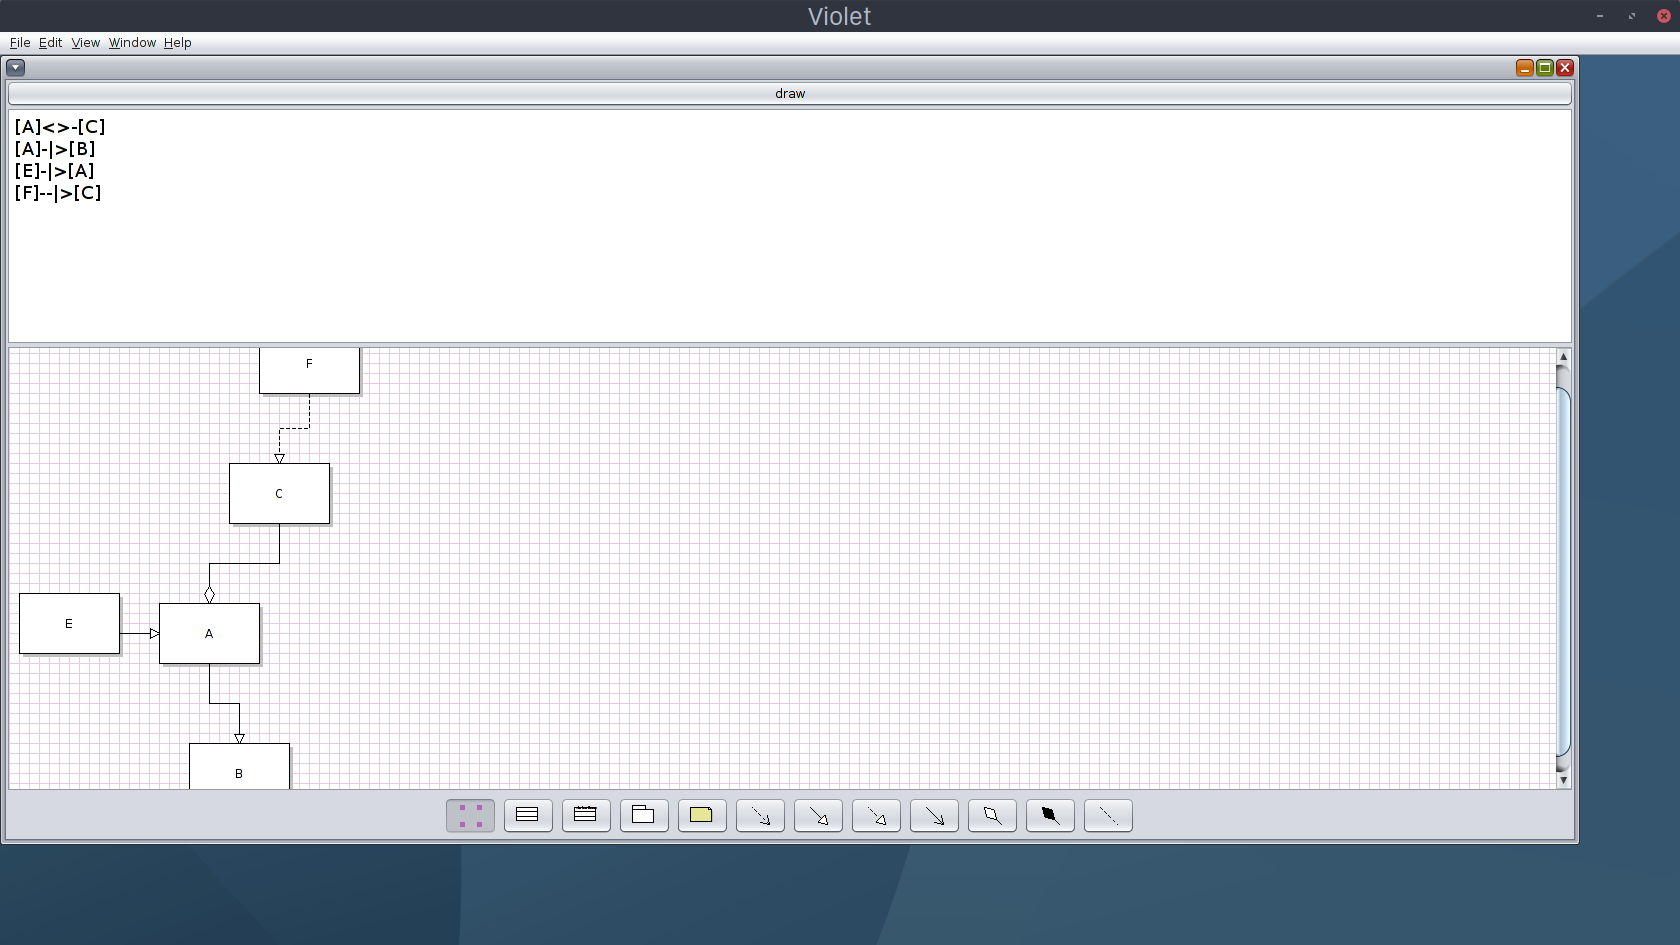 Violet
File Edit View Window Help
draw
[A]<>-[C]
[A]-|>[B]
[E]-|>[A]
[F]--|>[C]
F
C
E
A
B